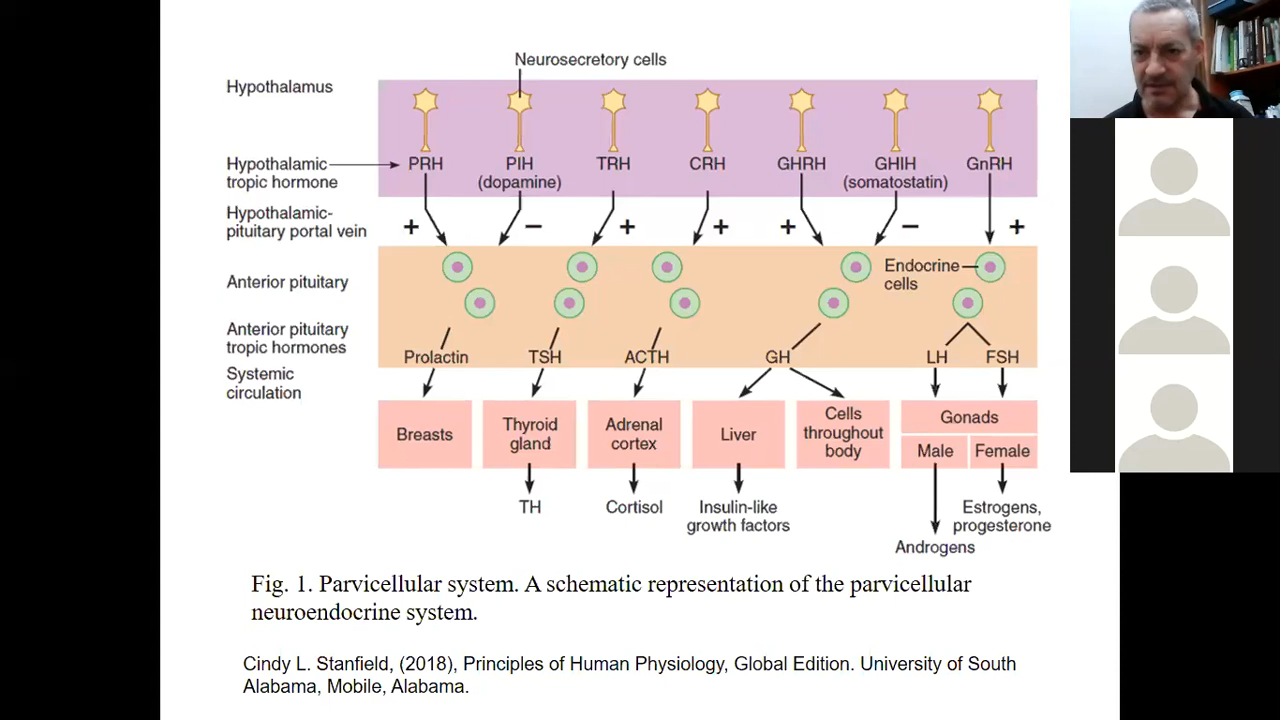 Neurosecretory cells
Hypothalamus
Hypothalamic
tropic hormone
PRH
PIH
(dopamine)
TRH
CRH
GHRH
GHIH
(somatostatin)
GnRH
Hypothalamic-
pituitary portal vein
+
−
+
+
+
−
+
Anterior pituitary
Endocrine
cells
Anterior pituitary
tropic hormones
Prolactin
TSH
ACTH
GH
LH
FSH
Systemic
circulation
Breasts
Thyroid
gland
Adrenal
cortex
Liver
Cells
throughout
body
Gonads
Male
Female
TH
Cortisol
Insulin-like
growth factors
Estrogens,
progesterone
Androgens
Fig. 1. Parvicellular system. A schematic representation of the parvicellular
neuroendocrine system.
Cindy L. Stanfield, (2018), Principles of Human Physiology, Global Edition. University of South
Alabama, Mobile, Alabama.